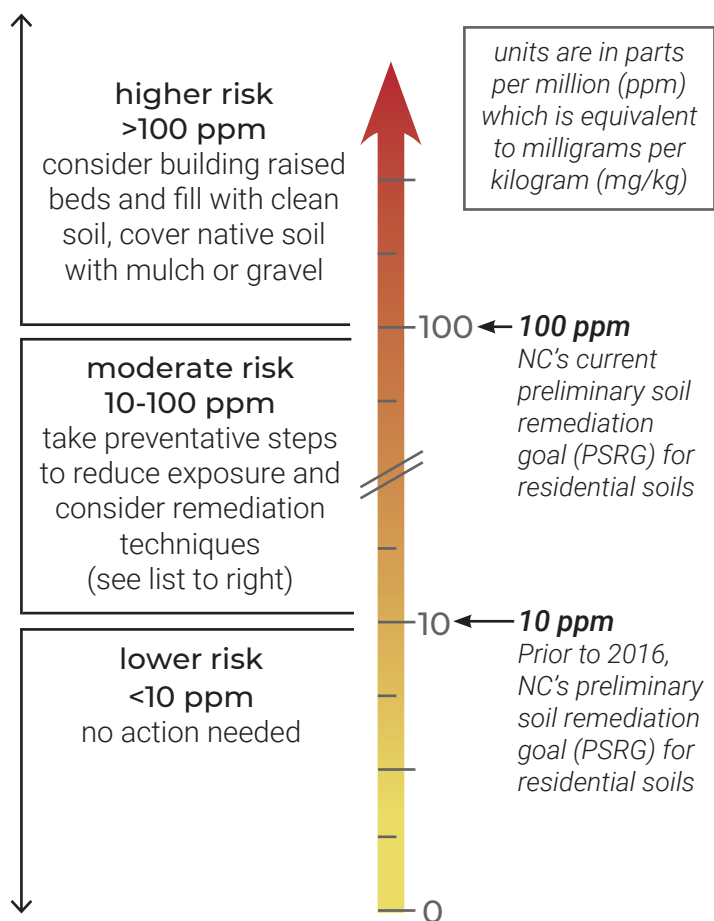 higher risk
>100 ppm
consider building raised
beds and fill with clean
soil, cover native soil
with mulch or gravel
moderate risk
10-100 ppm
take preventative steps
to reduce exposure and
consider remediation
techniques
(see list to right)
lower risk
<10 ppm
no action needed
100
10
0
units are in parts
per million (ppm)
which is equivalent
to milligrams per
kilogram (mg/kg)
100 ppm
NC's current
preliminary soil
remediation
goal (PSRG) for
residential soils
10 ppm
Prior to 2016,
NC's preliminary
soil remediation
goal (PSRG) for
residential soils